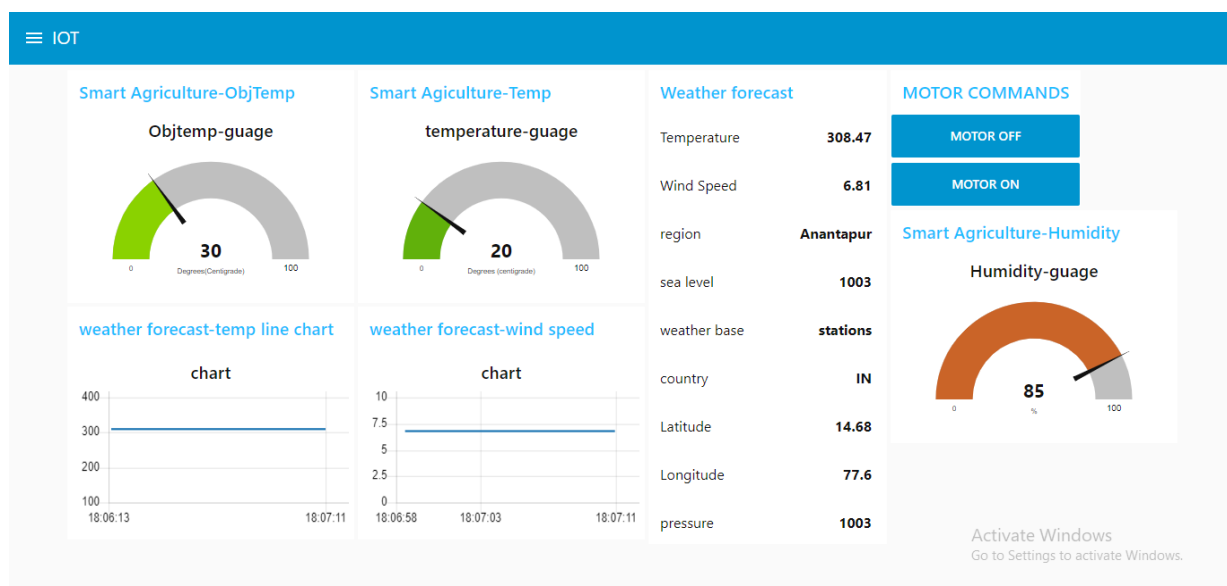 IOT
Smart Agriculture-ObjTemp
Objtemp-guage
30
Degrees(Centigrade)
0
100
Smart Agiculture-Temp
temperature-guage
20
Degrees (centigrade)
0
100
weather forecast-temp line chart
chart
400
300
200
100
18:06:13
18:07:11
weather forecast-wind speed
chart
10
7.5
5
2.5
0
18:06:58
18:07:03
18:07:11
Weather forecast
Temperature 308.47
Wind Speed 6.81
region Anantapur
sea level 1003
weather base stations
country IN
Latitude 14.68
Longitude 77.6
pressure 1003
MOTOR COMMANDS
MOTOR OFF
MOTOR ON
Smart Agriculture-Humidity
Humidity-guage
85
%
0
100
Activate Windows
Go to Settings to activate Windows.